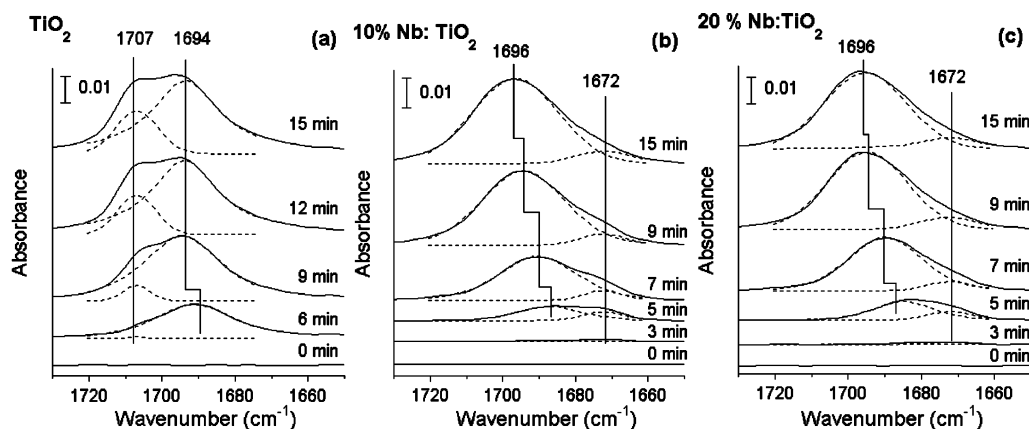 TiO2
(a)
1707 1694
0.01
15 min
12 min
9 min
6 min
0 min
Absorbance
1720 1700 1680 1660
Wavenumber (cm-1)
10% Nb: TiO2
(b)
1696
1672
0.01
15 min
9 min
7 min
5 min
3 min
0 min
Absorbance
1720 1700 1680 1660
Wavenumber (cm-1)
20 % Nb:TiO2
(c)
1696
1672
0.01
15 min
9 min
7 min
5 min
3 min
0 min
Absorbance
1720 1700 1680 1660
Wavenumber (cm-1)